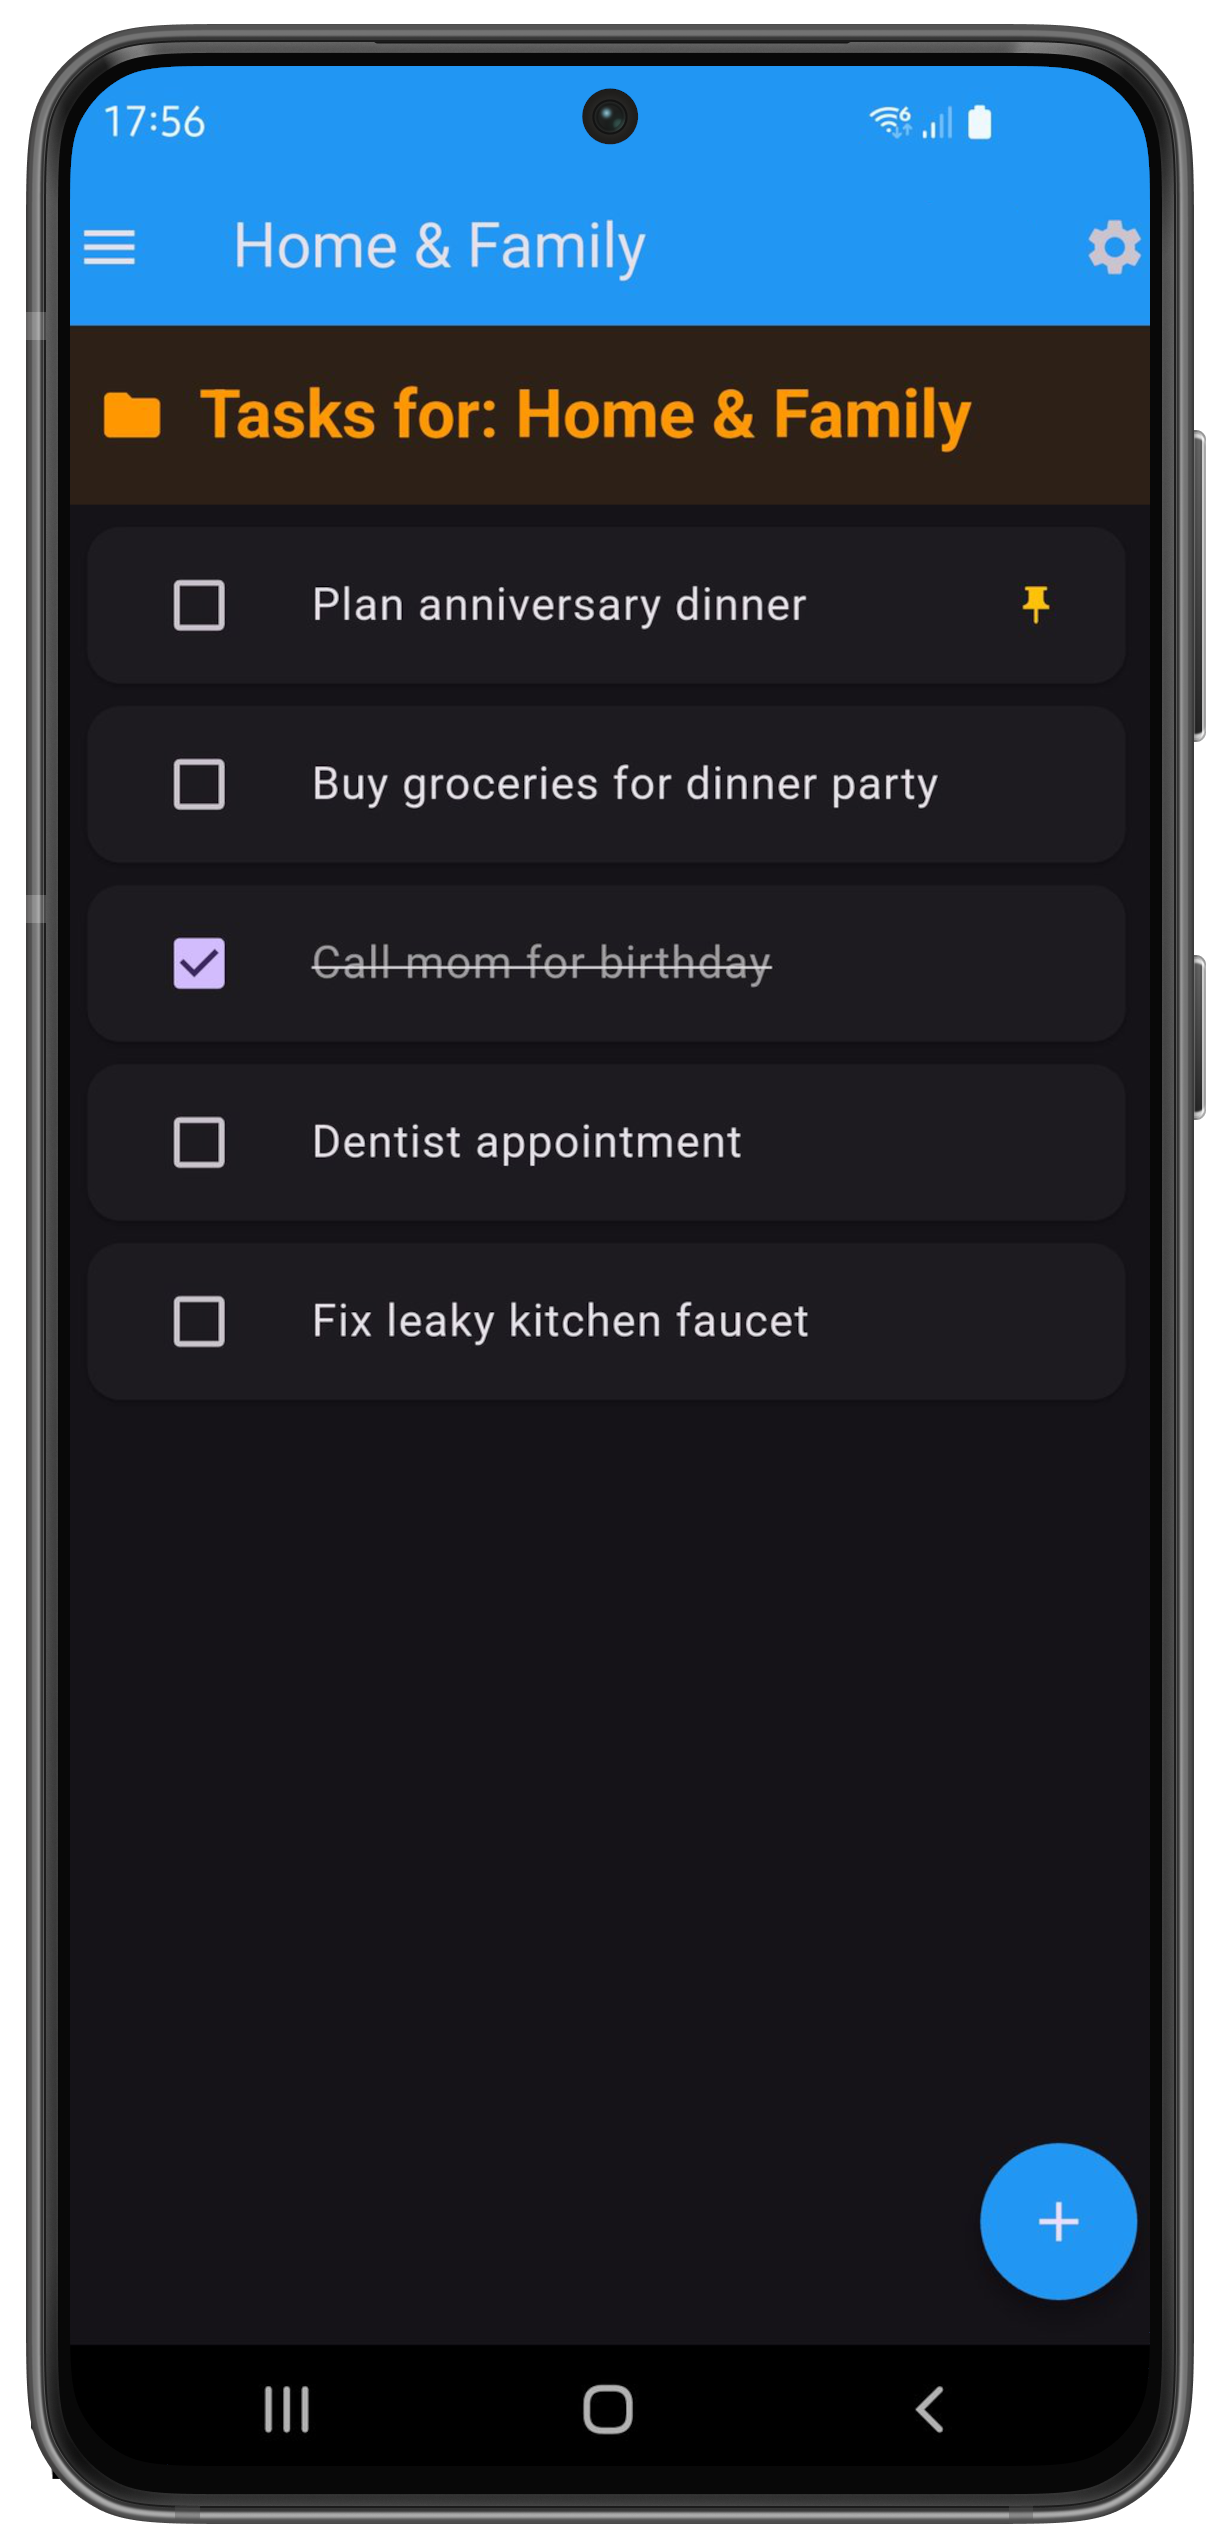 17:56
Home & Family
Tasks for: Home & Family
Plan anniversary dinner
Buy groceries for dinner party
Call mom for birthday
Dentist appointment
Fix leaky kitchen faucet